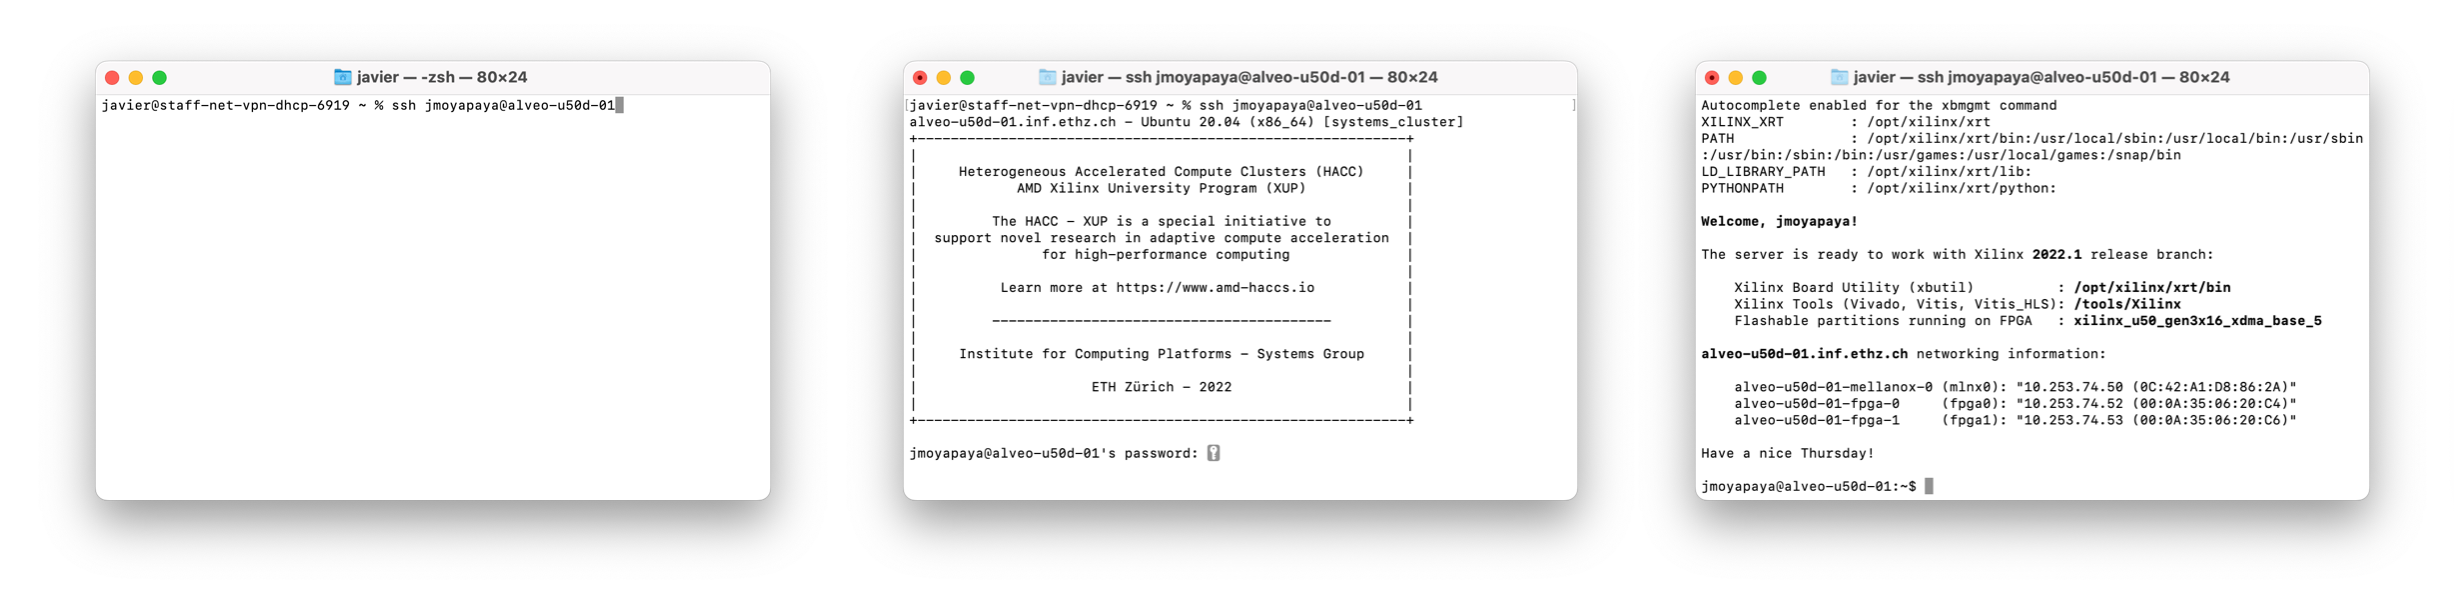 javier — -zsh — 80×24
javier@staff-net-vpn-dhcp-6919 ~ % ssh jmoyapaya@alveo-u50d-01
javier — ssh jmoyapaya@alveo-u50d-01 — 80×24
[javier@staff-net-vpn-dhcp-6919 ~ % ssh jmoyapaya@alveo-u50d-01 ]
alveo-u50d-01.inf.ethz.ch - Ubuntu 20.04 (x86_64) [systems_cluster]
+-----------------------------------------------------------+
Heterogeneous Accelerated Compute Clusters (HACC)
AMD Xilinx University Program (XUP)
The HACC - XUP is a special initiative to
support novel research in adaptive compute acceleration
for high-performance computing
Learn more at https://www.amd-haccs.io
-----------------------------------------
Institute for Computing Platforms - Systems Group
ETH Zürich - 2022
+-----------------------------------------------------------+
jmoyapaya@alveo-u50d-01's password:
javier — ssh jmoyapaya@alveo-u50d-01 — 80×24
Autocomplete enabled for the xbmgmt command
XILINX_XRT : /opt/xilinx/xrt
PATH : /opt/xilinx/xrt/bin:/usr/local/sbin:/usr/local/bin:/usr/sbin
:/usr/bin:/sbin:/bin:/usr/games:/usr/local/games:/snap/bin
LD_LIBRARY_PATH : /opt/xilinx/xrt/lib:
PYTHONPATH : /opt/xilinx/xrt/python:
Welcome, jmoyapaya!
The server is ready to work with Xilinx 2022.1 release branch:
Xilinx Board Utility (xbutil) : /opt/xilinx/xrt/bin
Xilinx Tools (Vivado, Vitis, Vitis_HLS): /tools/Xilinx
Flashable partitions running on FPGA : xilinx_u50_gen3x16_xdma_base_5
alveo-u50d-01.inf.ethz.ch networking information:
alveo-u50d-01-mellanox-0 (mlnx0): "10.253.74.50 (0C:42:A1:D8:86:2A)"
alveo-u50d-01-fpga-0 (fpga0): "10.253.74.52 (00:0A:35:06:20:C4)"
alveo-u50d-01-fpga-1 (fpga1): "10.253.74.53 (00:0A:35:06:20:C6)"
Have a nice Thursday!
jmoyapaya@alveo-u50d-01:~$